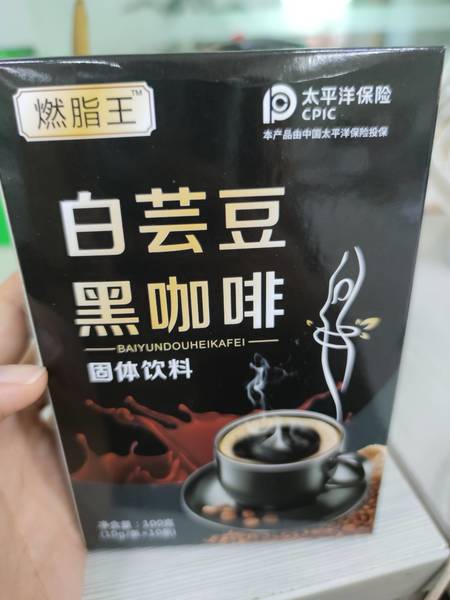 燃脂王™
太平洋保险
CPIC
本产品由中国太平洋保险投保
白芸豆
黑咖啡
BAIYUNDOUHEIKAFEI
固体饮料
净含量：100克
(10g/条×10条)